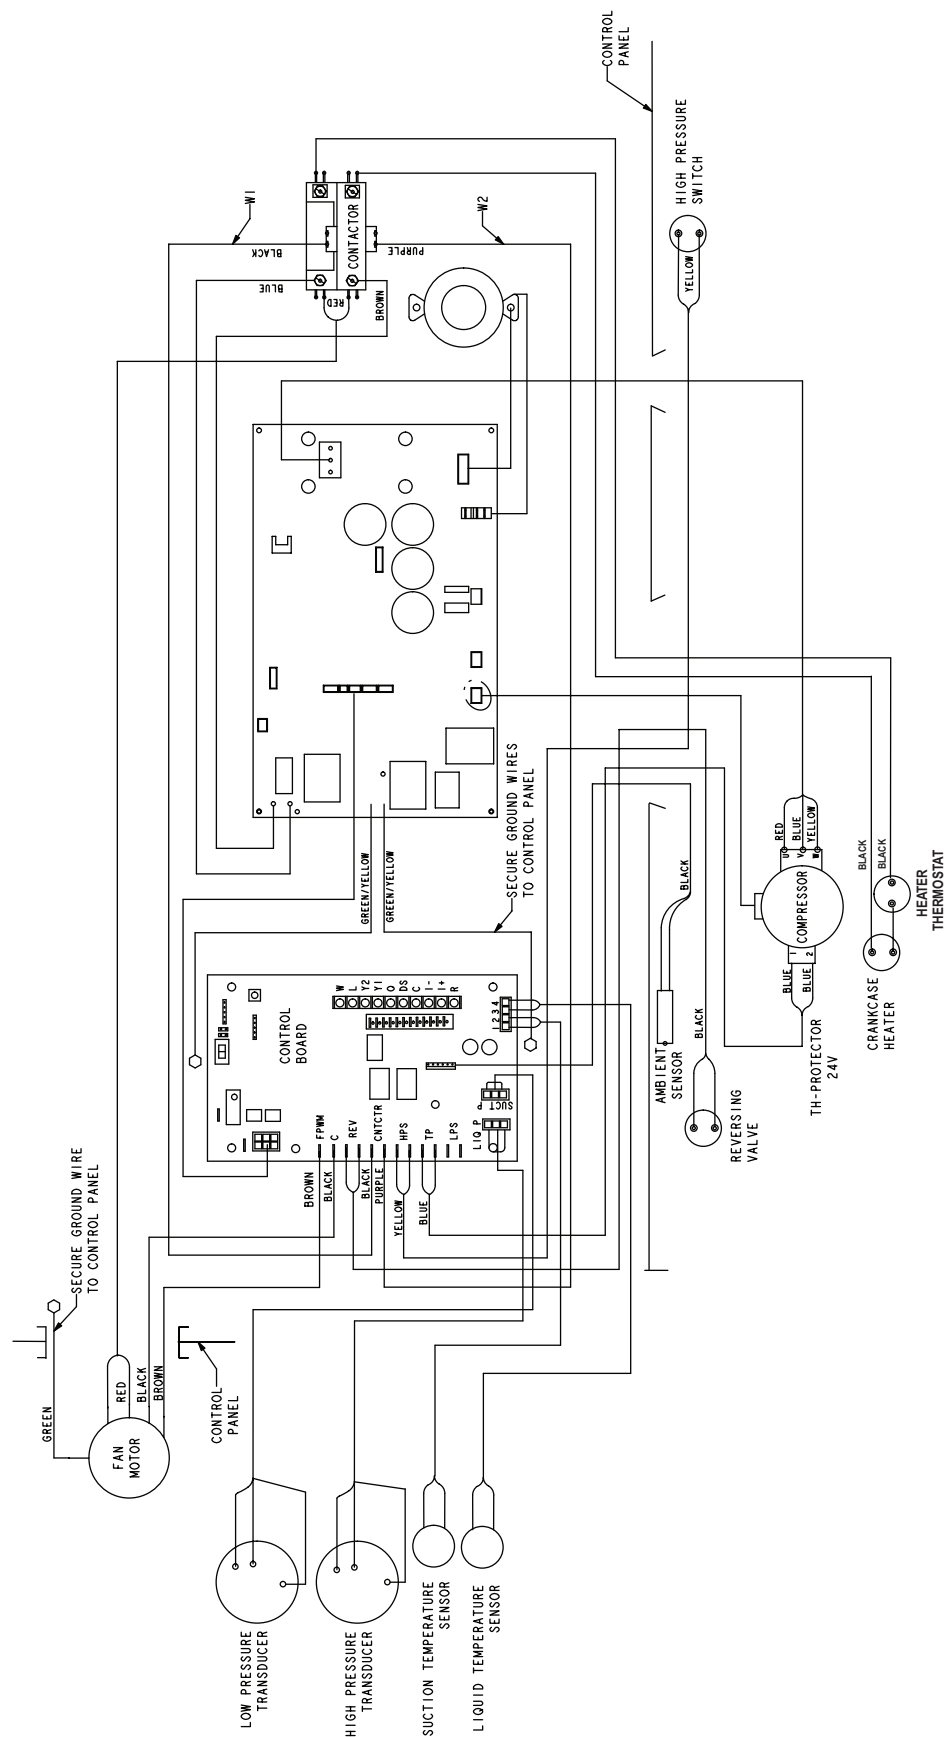 CONTROL
PANEL
HIGH PRESSURE
SWITCH
YELLOW
W1
W2
BLACK
PURPLE
CONTACTOR
BLUE
RED
BROWN
SECURE GROUND WIRES
TO CONTROL PANEL
GREEN/YELLOW
GREEN/YELLOW
CONTROL
BOARD
W
L
Y2
Y1
O
DS
C
I-
I+
R
1 2 3 4
FPWM
C
REV
CNTCTR
HPS
TP
LPS
LIQ P
SUCT P
BROWN
BLACK
BLACK
PURPLE
YELLOW
BLUE
BLACK
AMBIENT
SENSOR
BLACK
REVERSING
VALVE
RED
BLUE
YELLOW
U
V
W
COMPRESSOR
1
2
BLUE
BLUE
TH-PROTECTOR
24V
BLACK
BLACK
HEATER
THERMOSTAT
CRANKCASE
HEATER
SECURE GROUND WIRE
TO CONTROL PANEL
GREEN
RED
BLACK
BROWN
FAN
MOTOR
CONTROL
PANEL
LOW PRESSURE
TRANSDUCER
HIGH PRESSURE
TRANSDUCER
SUCTION TEMPERATURE
SENSOR
LIQUID TEMPERATURE
SENSOR